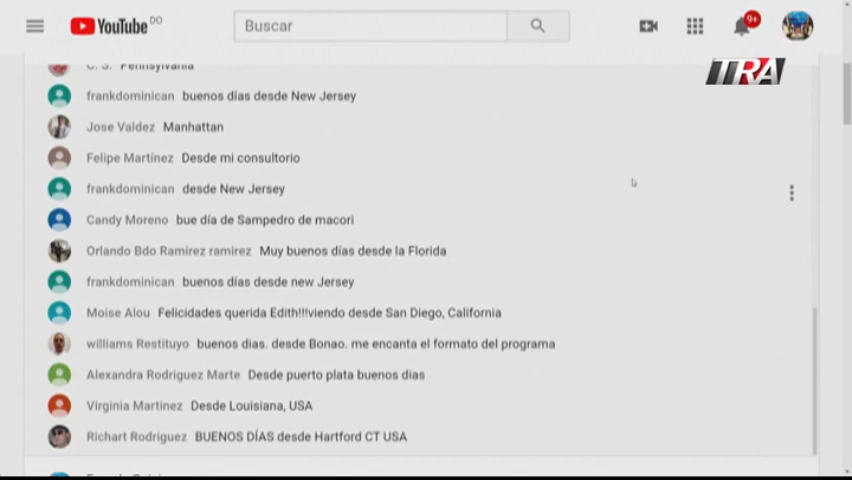 YouTube DO
Buscar
9+
TRA
C. S. Pennsylvania
frankdominican buenos días desde New Jersey
Jose Valdez Manhattan
Felipe Martínez Desde mi consultorio
frankdominican desde New Jersey
Candy Moreno bue día de Sampedro de macori
Orlando Bdo Ramirez ramirez Muy buenos días desde la Florida
frankdominican buenos días desde new Jersey
Moise Alou Felicidades querida Edith!!!viendo desde San Diego, California
williams Restituyo buenos dias. desde Bonao. me encanta el formato del programa
Alexandra Rodriguez Marte Desde puerto plata buenos dias
Virginia Martinez Desde Louisiana, USA
Richart Rodriguez BUENOS DÍAS desde Hartford CT USA